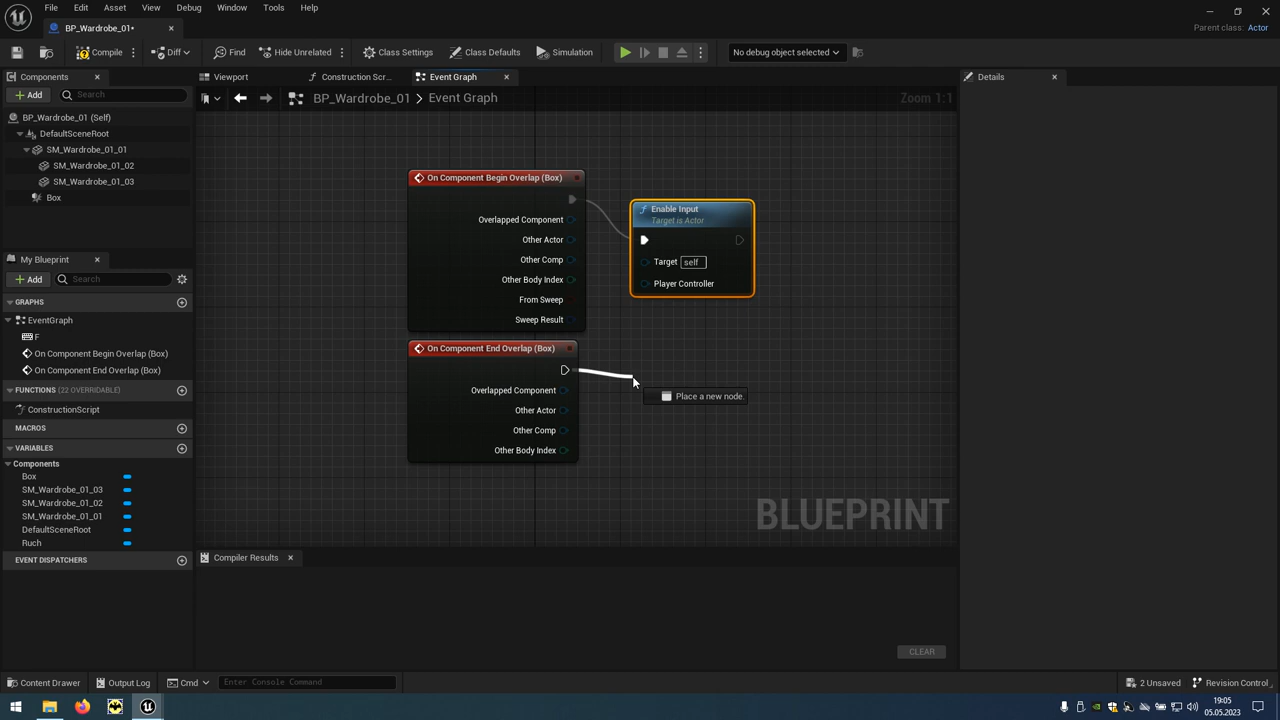 File Edit Asset View Debug Window Tools Help
BP_Wardrobe_01•
Parent class: Actor
Compile Diff Find Hide Unrelated Class Settings Class Defaults Simulation No debug object selected
Components
Viewport
Construction Scr...
Event Graph
Details
Add
Search
BP_Wardrobe_01 > Event Graph
Zoom 1:1
BP_Wardrobe_01 (Self)
DefaultSceneRoot
SM_Wardrobe_01_01
SM_Wardrobe_01_02
SM_Wardrobe_01_03
Box
My Blueprint
Add
Search
GRAPHS
EventGraph
F
On Component Begin Overlap (Box)
On Component End Overlap (Box)
FUNCTIONS (22 OVERRIDABLE)
ConstructionScript
MACROS
VARIABLES
Components
Box
SM_Wardrobe_01_03
SM_Wardrobe_01_02
SM_Wardrobe_01_01
DefaultSceneRoot
Ruch
EVENT DISPATCHERS
On Component Begin Overlap (Box)
Overlapped Component
Other Actor
Other Comp
Other Body Index
From Sweep
Sweep Result
Enable Input
Target is Actor
Target self
Player Controller
On Component End Overlap (Box)
Overlapped Component
Other Actor
Other Comp
Other Body Index
Place a new node.
BLUEPRINT
Compiler Results
CLEAR
Content Drawer Output Log Cmd Enter Console Command
2 Unsaved Revision Control
19:05
05.05.2023